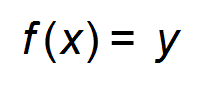 f(x) = y